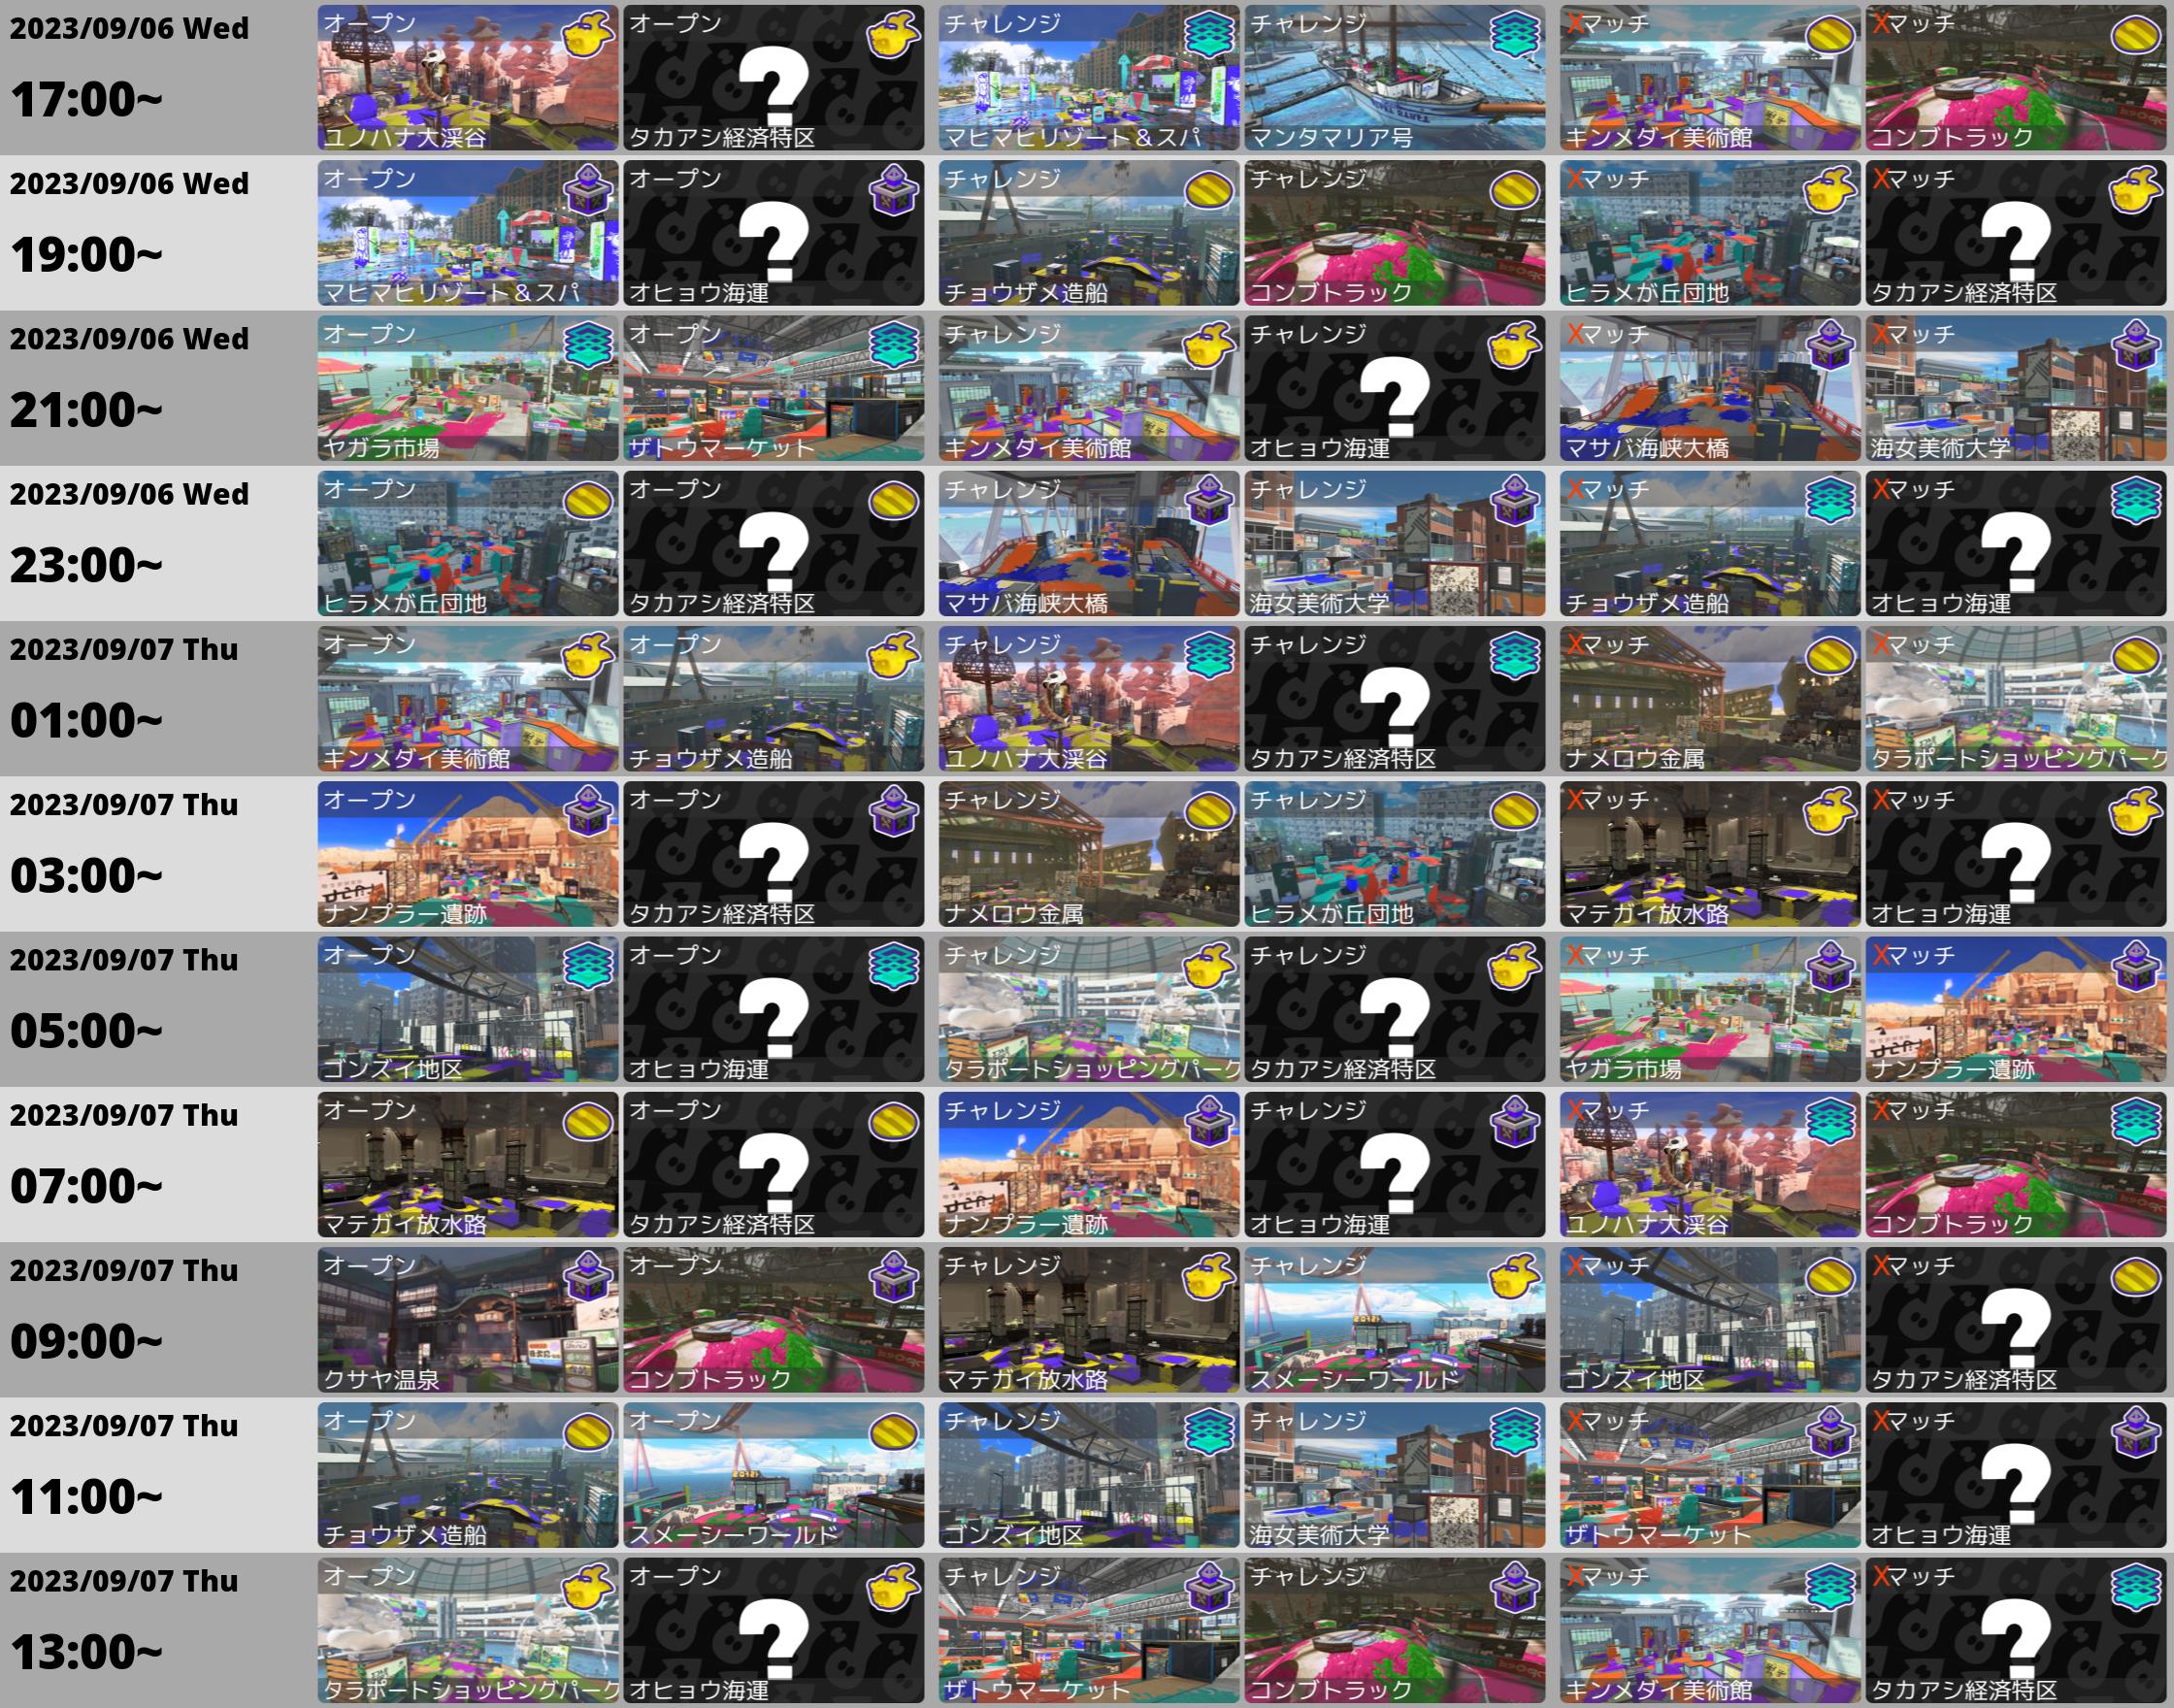 2023/09/06 Wed
17:00~
オープン オープン チャレンジ チャレンジ Xマッチ Xマッチ
ユノハナ大渓谷 タカアシ経済特区 マヒマヒリゾート&スパ マンタマリア号 キンメダイ美術館 コンブトラック
2023/09/06 Wed
19:00~
オープン オープン チャレンジ チャレンジ Xマッチ Xマッチ
マヒマヒリゾート&スパ オヒョウ海運 チョウザメ造船 コンブトラック ヒラメが丘団地 タカアシ経済特区
2023/09/06 Wed
21:00~
オープン オープン チャレンジ チャレンジ Xマッチ Xマッチ
ヤガラ市場 ザトウマーケット キンメダイ美術館 オヒョウ海運 マサバ海峡大橋 海女美術大学
2023/09/06 Wed
23:00~
オープン オープン チャレンジ チャレンジ Xマッチ Xマッチ
ヒラメが丘団地 タカアシ経済特区 マサバ海峡大橋 海女美術大学 チョウザメ造船 オヒョウ海運
2023/09/07 Thu
01:00~
オープン オープン チャレンジ チャレンジ Xマッチ Xマッチ
キンメダイ美術館 チョウザメ造船 ユノハナ大渓谷 タカアシ経済特区 ナメロウ金属 タラポートショッピングパーク
2023/09/07 Thu
03:00~
オープン オープン チャレンジ チャレンジ Xマッチ Xマッチ
ナンプラー遺跡 タカアシ経済特区 ナメロウ金属 ヒラメが丘団地 マテガイ放水路 オヒョウ海運
2023/09/07 Thu
05:00~
オープン オープン チャレンジ チャレンジ Xマッチ Xマッチ
ゴンズイ地区 オヒョウ海運 タラポートショッピングパーク タカアシ経済特区 ヤガラ市場 ナンプラー遺跡
2023/09/07 Thu
07:00~
オープン オープン チャレンジ チャレンジ Xマッチ Xマッチ
マテガイ放水路 タカアシ経済特区 ナンプラー遺跡 オヒョウ海運 ユノハナ大渓谷 コンブトラック
2023/09/07 Thu
09:00~
オープン オープン チャレンジ チャレンジ Xマッチ Xマッチ
クサヤ温泉 コンブトラック マテガイ放水路 スメーシーワールド ゴンズイ地区 タカアシ経済特区
2023/09/07 Thu
11:00~
オープン オープン チャレンジ チャレンジ Xマッチ Xマッチ
チョウザメ造船 スメーシーワールド ゴンズイ地区 海女美術大学 ザトウマーケット オヒョウ海運
2023/09/07 Thu
13:00~
オープン オープン チャレンジ チャレンジ Xマッチ Xマッチ
タラポートショッピングパーク オヒョウ海運 ザトウマーケット コンブトラック キンメダイ美術館 タカアシ経済特区